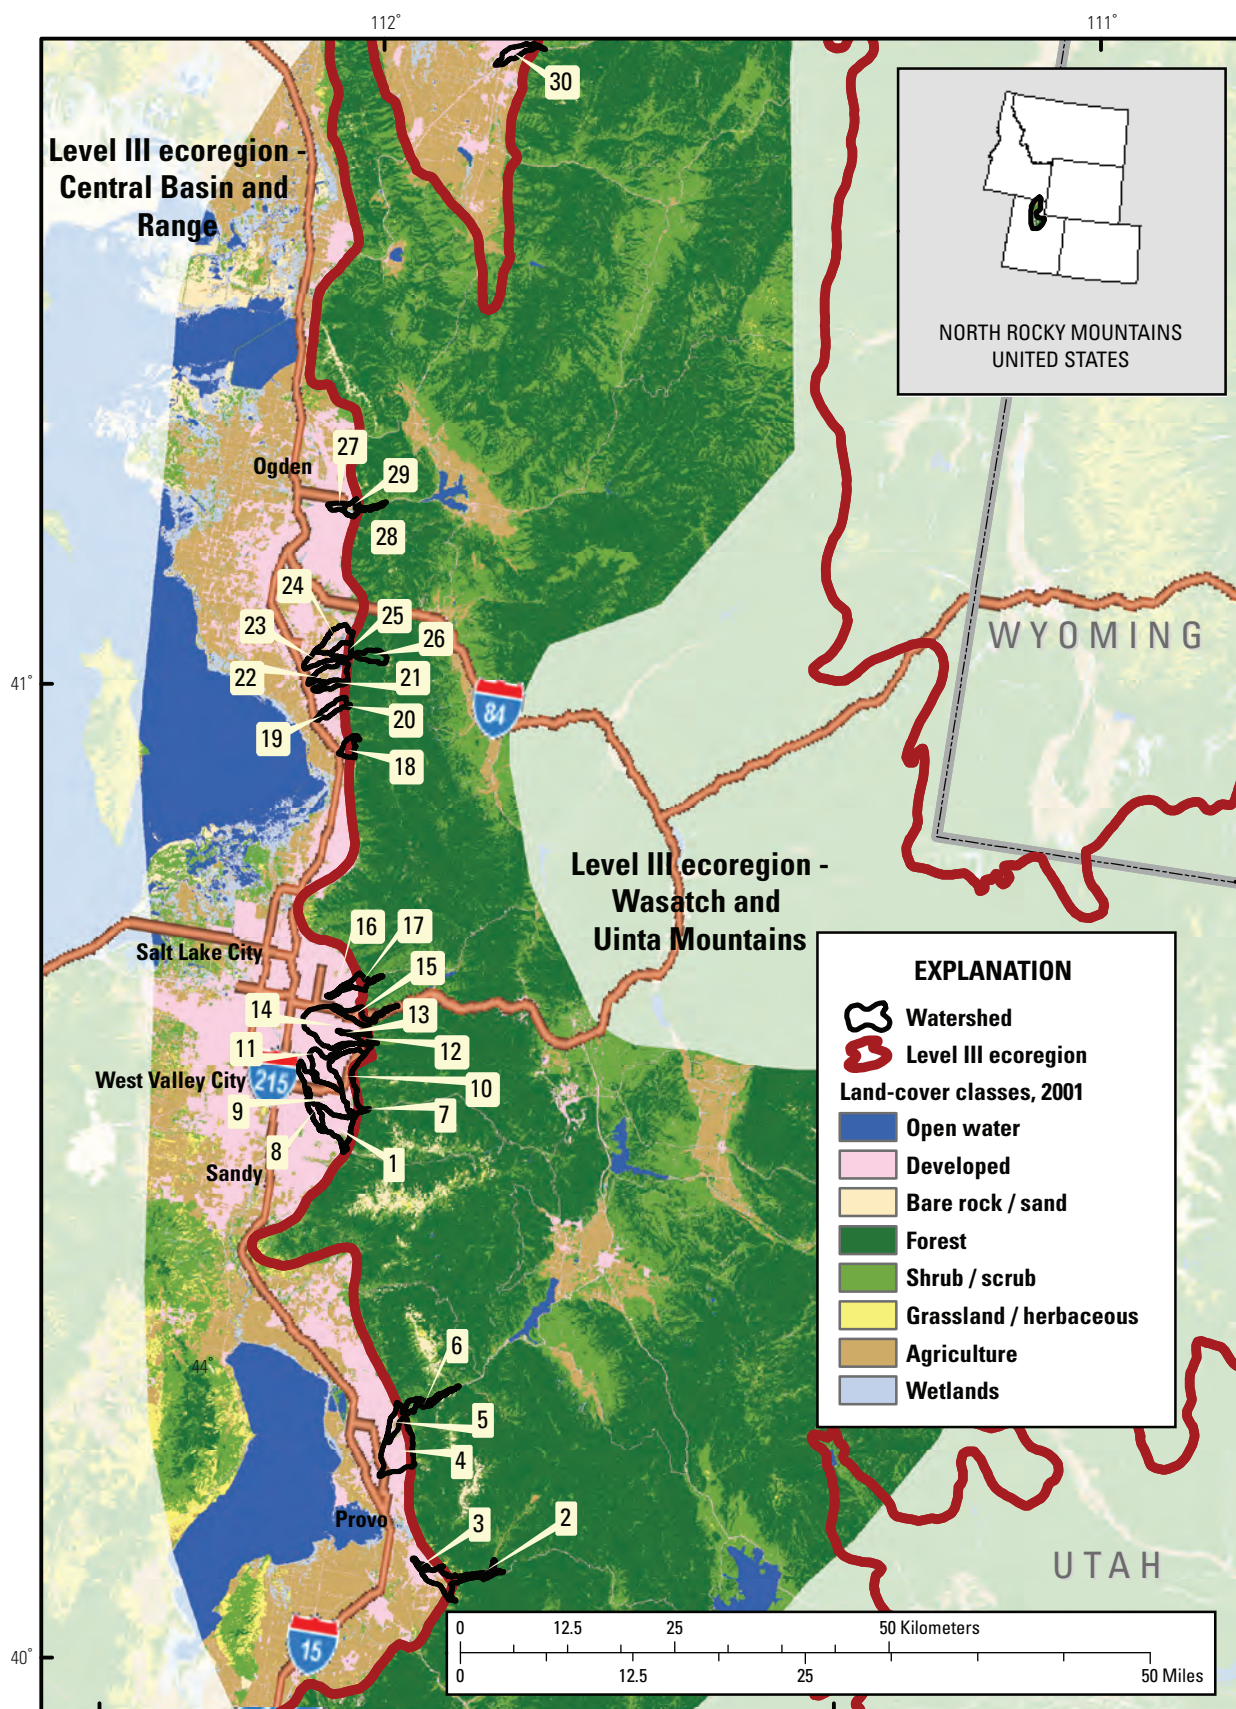 112°
111°
30
Level III ecoregion -
Central Basin and
Range
NORTH ROCKY MOUNTAINS
UNITED STATES
27
Ogden
29
28
24
25
23
26
WYOMING
22
21
41°
84
20
19
18
Level III ecoregion -
Wasatch and
Uinta Mountains
16
17
Salt Lake City
15
14
13
11
12
West Valley City
215
10
9
7
8
1
Sandy
EXPLANATION
Watershed
Level III ecoregion
Land-cover classes, 2001
Open water
Developed
Bare rock / sand
Forest
Shrub / scrub
Grassland / herbaceous
Agriculture
Wetlands
6
44°
5
4
Provo
3
2
UTAH
15
40°
0 12.5 25 50 Kilometers
0 12.5 25 50 Miles